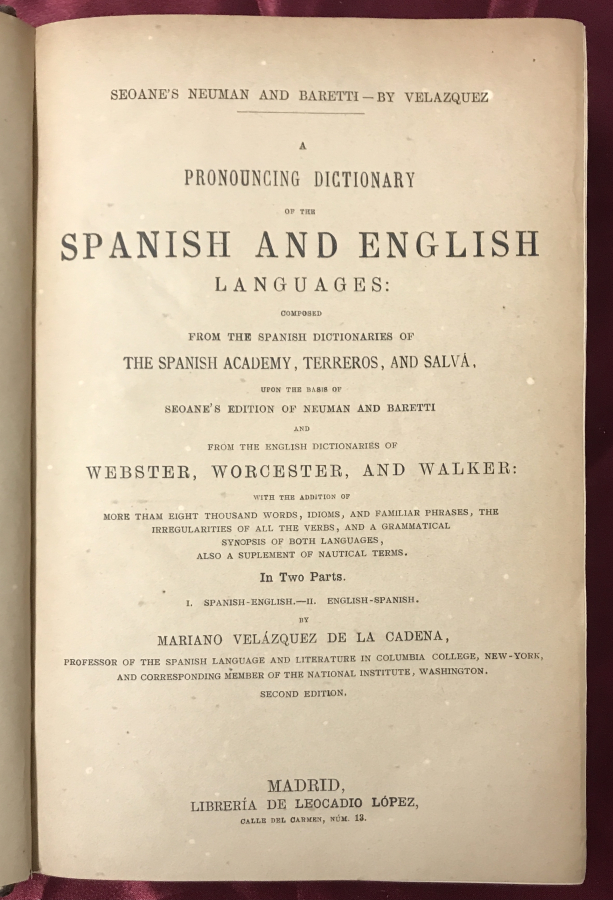 SEOANE'S NEUMAN AND BARETTI — BY VELAZQUEZ
A
PRONOUNCING DICTIONARY
OF THE
SPANISH AND ENGLISH
LANGUAGES:
COMPOSED
FROM THE SPANISH DICTIONARIES OF
THE SPANISH ACADEMY, TERREROS, AND SALVÁ,
UPON THE BASIS OF
SEOANE'S EDITION OF NEUMAN AND BARETTI
AND
FROM THE ENGLISH DICTIONARIES OF
WEBSTER, WORCESTER, AND WALKER:
WITH THE ADDITION OF
MORE THAM EIGHT THOUSAND WORDS, IDIOMS, AND FAMILIAR PHRASES, THE
IRREGULARITIES OF ALL THE VERBS, AND A GRAMMATICAL
SYNOPSIS OF BOTH LANGUAGES,
ALSO A SUPLEMENT OF NAUTICAL TERMS.
In Two Parts.
I. SPANISH-ENGLISH.—II. ENGLISH-SPANISH.
BY
MARIANO VELÁZQUEZ DE LA CADENA,
PROFESSOR OF THE SPANISH LANGUAGE AND LITERATURE IN COLUMBIA COLLEGE, NEW-YORK,
AND CORRESPONDING MEMBER OF THE NATIONAL INSTITUTE, WASHINGTON.
SECOND EDITION.
MADRID,
LIBRERÍA DE LEOCADIO LÓPEZ,
CALLE DEL CARMEN, NÚM. 13.